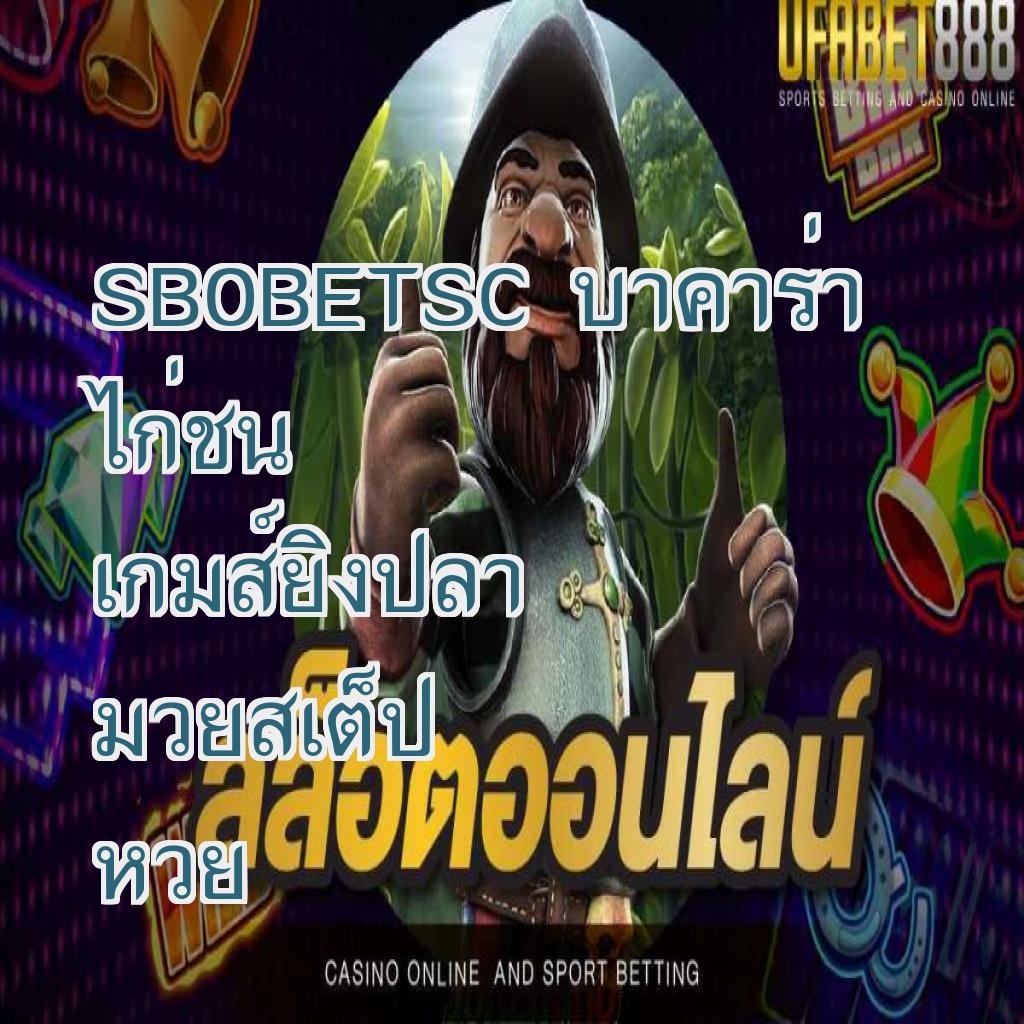 UFABET888
SPORTS BETTING AND CASINO ONLINE
BAR
SBOBETSC บาคาร่า
ไก่ชน
เกมส์ยิงปลา
มวยสเต็ป
สล็อตออนไลน์
หวย
CASINO ONLINE AND SPORT BETTING